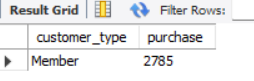 Result Grid Filter Rows:
customer_type purchase
Member 2785